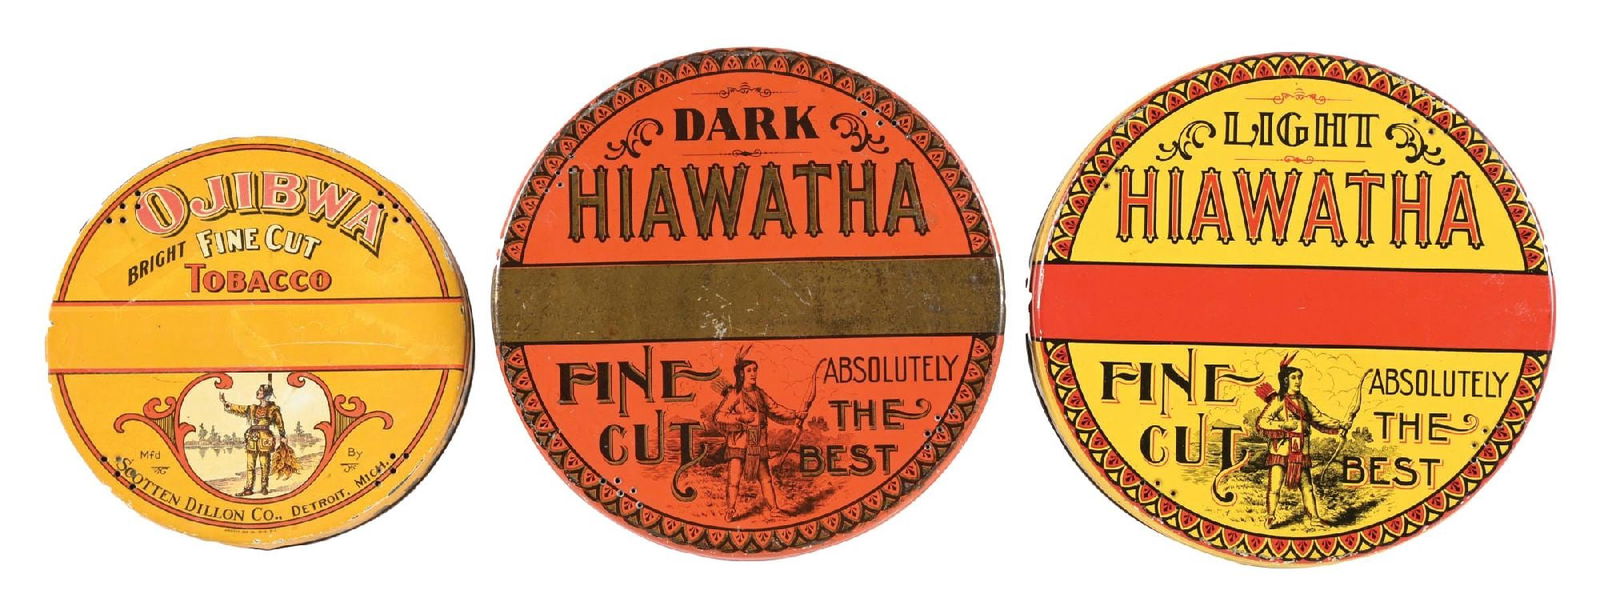 OJIBWA
BRIGHT FINE CUT
TOBACCO
Mfd By
SCOTTEN DILLON CO., DETROIT, MICH.
DARK
HIAWATHA
FINE CUT
ABSOLUTELY
THE
BEST
LIGHT
HIAWATHA
FINE CUT
ABSOLUTELY
THE
BEST